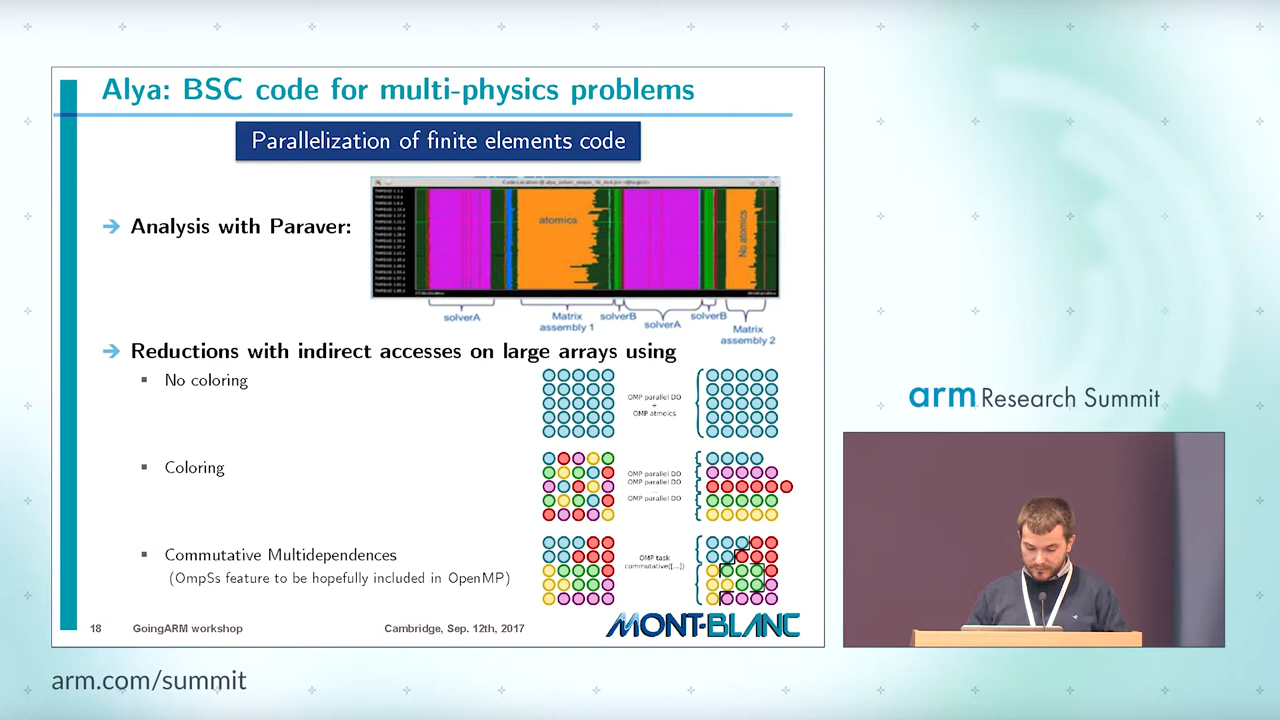 Alya: BSC code for multi-physics problems
Parallelization of finite elements code
Analysis with Paraver:
atomics
No atomics
solverA
Matrix
assembly 1
solverB
solverA
solverB
Matrix
assembly 2
Reductions with indirect accesses on large arrays using
No coloring
OMP parallel DO
+
OMP atmoics
Coloring
OMP parallel DO
OMP parallel DO
...
OMP parallel DO
Commutative Multidependences
(OmpSs feature to be hopefully included in OpenMP)
OMP task
commutative([...])
18 GoingARM workshop Cambridge, Sep. 12th, 2017
MONT-BLANC
arm Research Summit
arm.com/summit